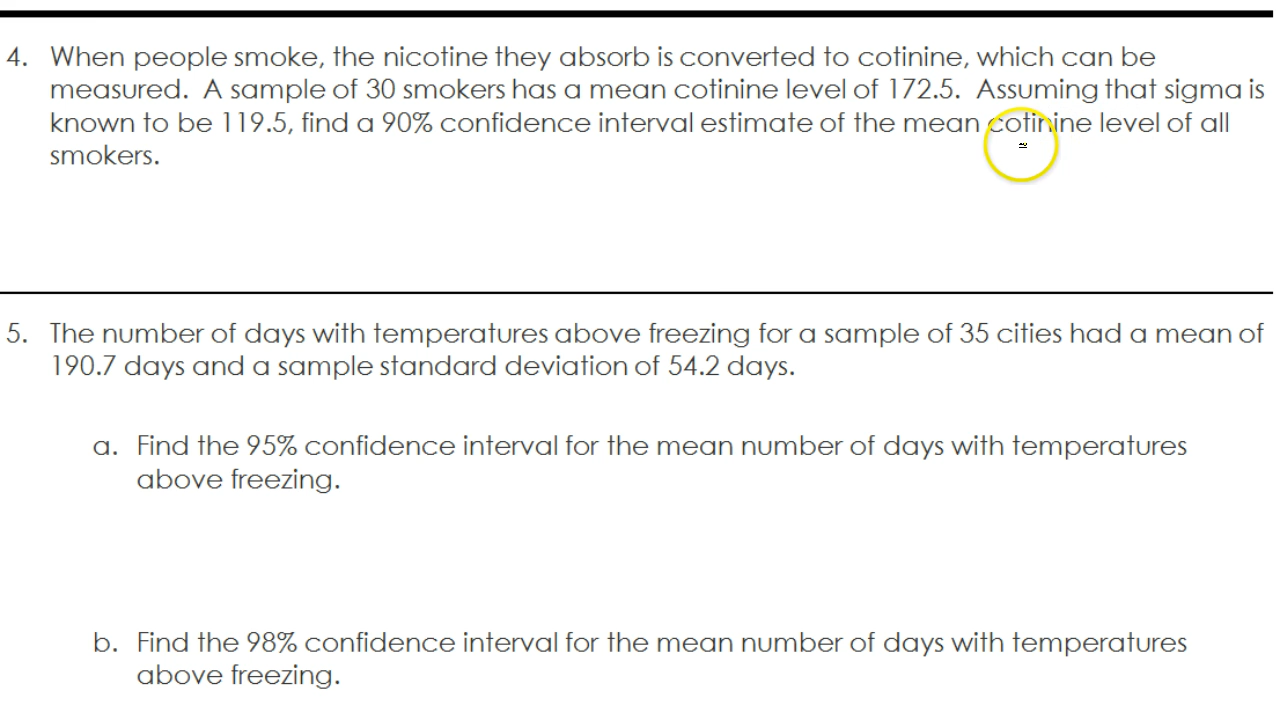 4. When people smoke, the nicotine they absorb is converted to cotinine, which can be
measured. A sample of 30 smokers has a mean cotinine level of 172.5. Assuming that sigma is
known to be 119.5, find a 90% confidence interval estimate of the mean cotinine level of all
smokers.
5. The number of days with temperatures above freezing for a sample of 35 cities had a mean of
190.7 days and a sample standard deviation of 54.2 days.
a. Find the 95% confidence interval for the mean number of days with temperatures
above freezing.
b. Find the 98% confidence interval for the mean number of days with temperatures
above freezing.